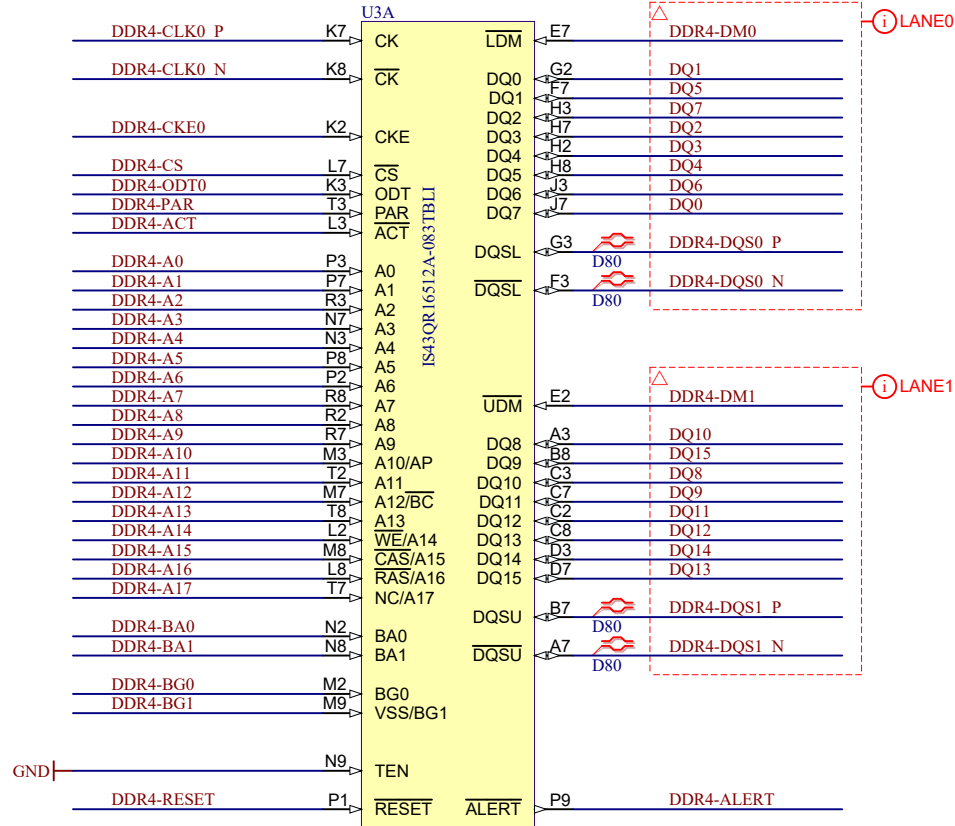 U3A
DDR4-CLK0_P K7 CK LDM E7 DDR4-DM0 LANE0
DDR4-CLK0_N K8 CK DQ0 G2 DQ1
DQ1 F7 DQ5
DQ2 H3 DQ7
DDR4-CKE0 K2 CKE DQ3 H7 DQ2
DQ4 H2 DQ3
DDR4-CS L7 CS DQ5 H8 DQ4
DDR4-ODT0 K3 ODT DQ6 J3 DQ6
DDR4-PAR T3 PAR DQ7 J7 DQ0
DDR4-ACT L3 ACT
DQSL G3 DDR4-DQS0_P
D80
DDR4-A0 P3 A0
DDR4-A1 P7 A1 DQSL F3 DDR4-DQS0_N
D80
DDR4-A2 R3 A2
DDR4-A3 N7 A3
DDR4-A4 N3 A4
DDR4-A5 P8 A5
DDR4-A6 P2 A6
DDR4-A7 R8 A7 UDM E2 DDR4-DM1 LANE1
DDR4-A8 R2 A8
DDR4-A9 R7 A9 DQ8 A3 DQ10
DDR4-A10 M3 A10/AP DQ9 B8 DQ15
DDR4-A11 T2 A11 DQ10 C3 DQ8
DDR4-A12 M7 A12/BC DQ11 C7 DQ9
DDR4-A13 T8 A13 DQ12 C2 DQ11
DDR4-A14 L2 WE/A14 DQ13 C8 DQ12
DDR4-A15 M8 CAS/A15 DQ14 D3 DQ14
DDR4-A16 L8 RAS/A16 DQ15 D7 DQ13
DDR4-A17 T7 NC/A17
DQSU B7 DDR4-DQS1_P
D80
DDR4-BA0 N2 BA0
DDR4-BA1 N8 BA1 DQSU A7 DDR4-DQS1_N
D80
DDR4-BG0 M2 BG0
DDR4-BG1 M9 VSS/BG1
GND N9 TEN
DDR4-RESET P1 RESET ALERT P9 DDR4-ALERT
IS43QR16512A-083TBLI